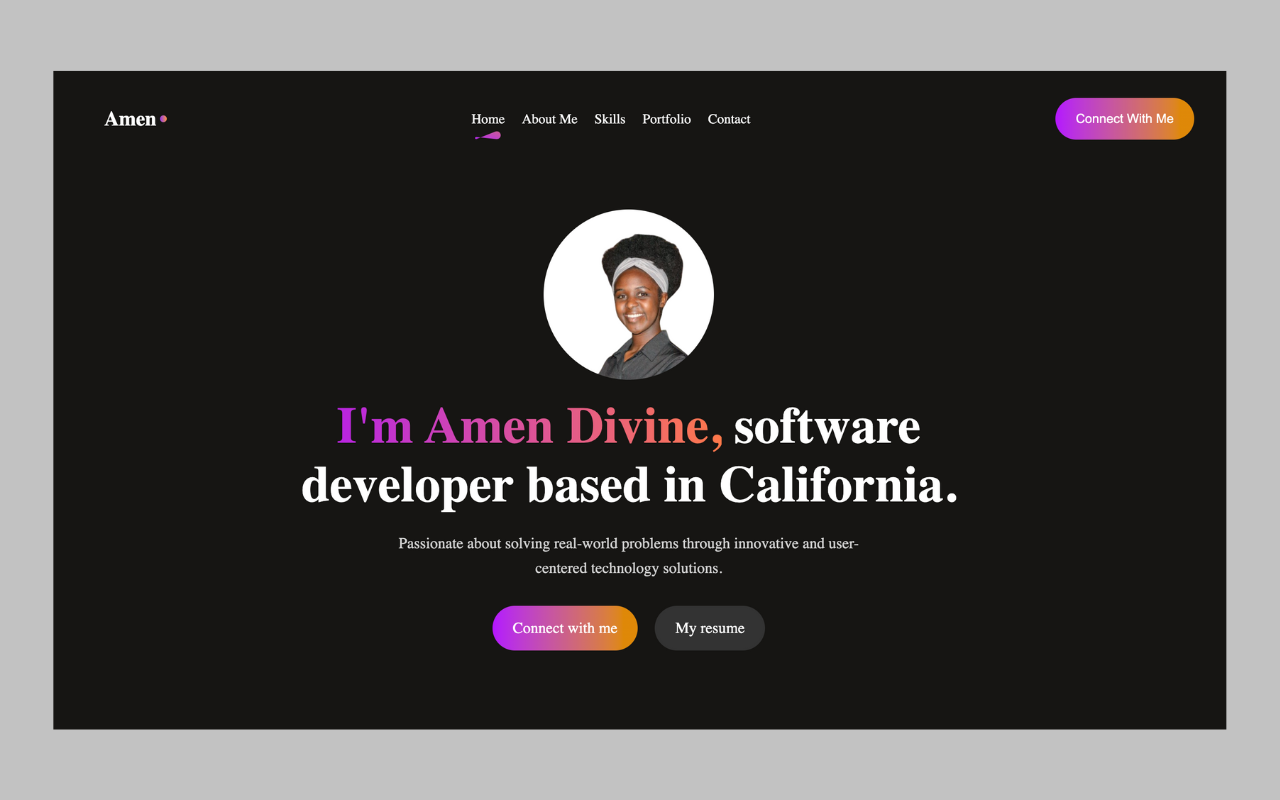 Amen
Home About Me Skills Portfolio Contact
Connect With Me
I'm Amen Divine, software
developer based in California.
Passionate about solving real-world problems through innovative and user-
centered technology solutions.
Connect with me
My resume